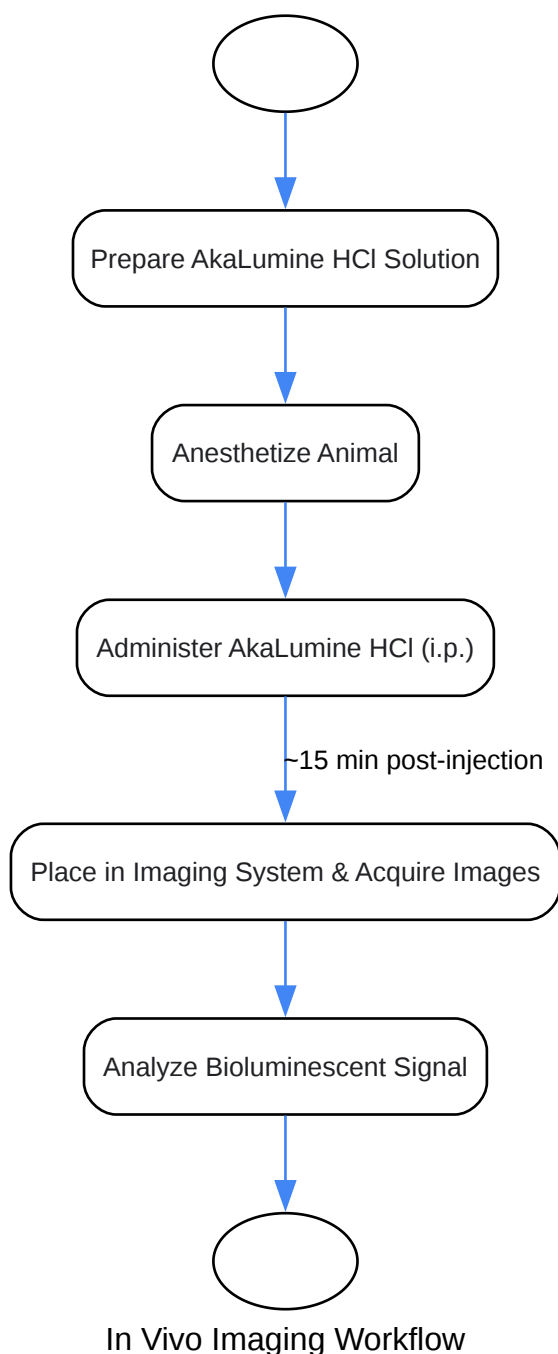 Prepare AkaLumine HCl Solution
Anesthetize Animal
Administer AkaLumine HCl (i.p.)
~15 min post-injection
Place in Imaging System & Acquire Images
Analyze Bioluminescent Signal
In Vivo Imaging Workflow